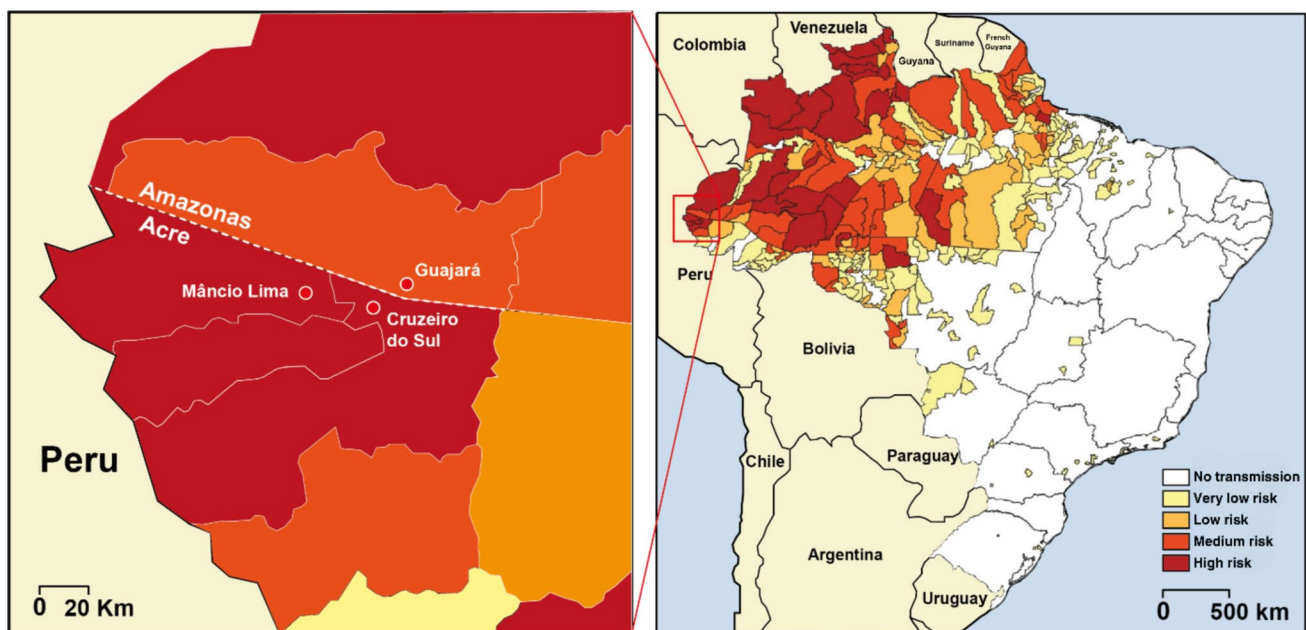 Amazonas
Acre
Guajará
Mâncio Lima
Cruzeiro
do Sul
Peru
0 20 Km
Colombia
Venezuela
Guyana
Suriname
French
Guyana
Peru
Bolivia
Paraguay
Chile
Argentina
Uruguay
No transmission
Very low risk
Low risk
Medium risk
High risk
0 500 km